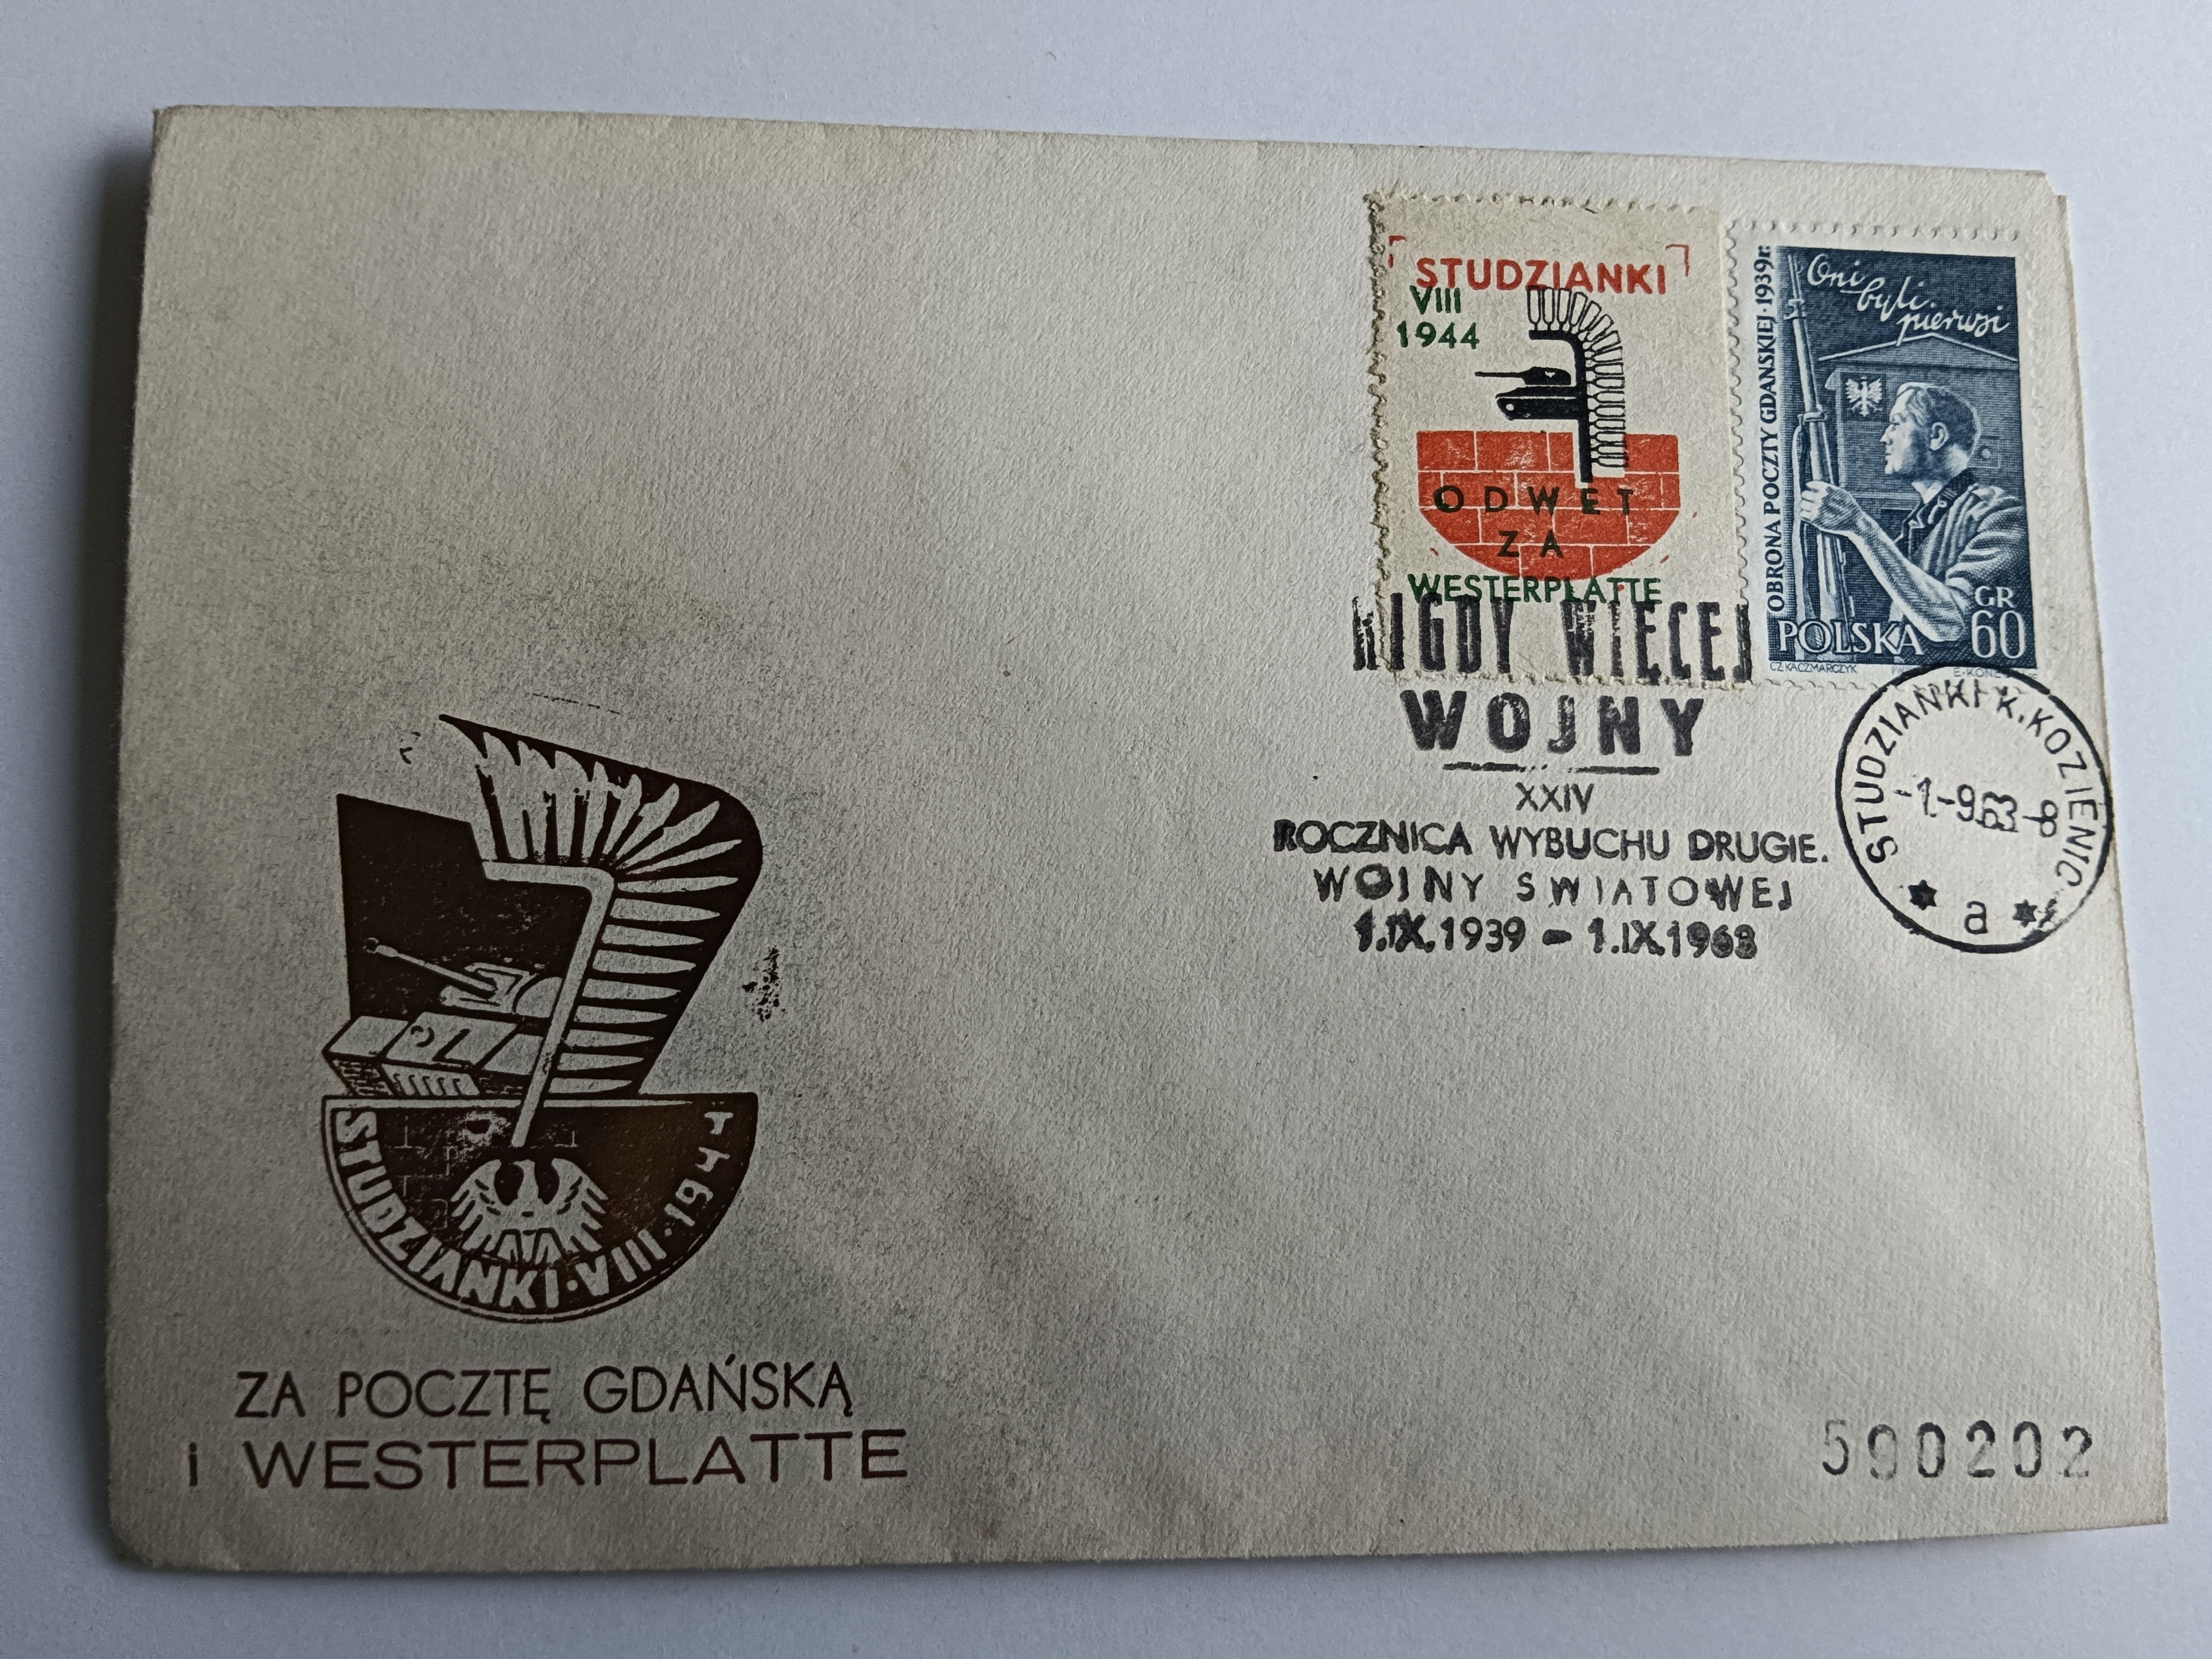 STUDZIANKI
VIII
1944
ODWET
ZA
WESTERPLATTE
OBRONA POCZTY GDAŃSKIEJ·1939r.
Oni byli pierwsi
GR
POLSKA 60
CZ.KACZMARCZYK
NIGDY WIĘCEJ
WOJNY
XXIV
ROCZNICA WYBUCHU DRUGIE.
WOJNY SWIATOWEJ
1.IX.1939 - 1.IX.1963
STUDZIANKI K.KOZIENIC
-1-9.63-8
a
STUDZIANKI·VIII·1944
ZA POCZTĘ GDAŃSKĄ
i WESTERPLATTE
590202